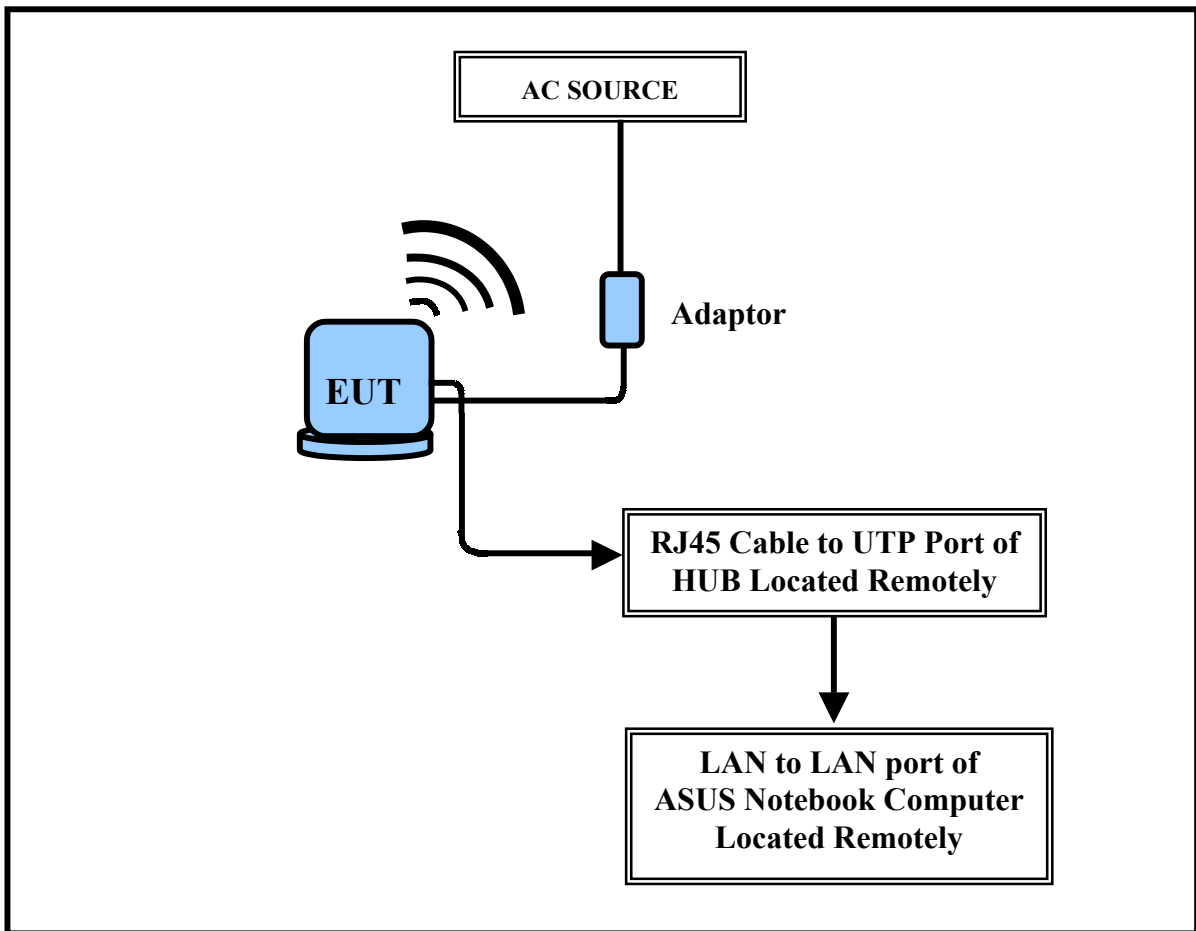 AC SOURCE
Adaptor
EUT
RJ45 Cable to UTP Port of
HUB Located Remotely
LAN to LAN port of
ASUS Notebook Computer
Located Remotely